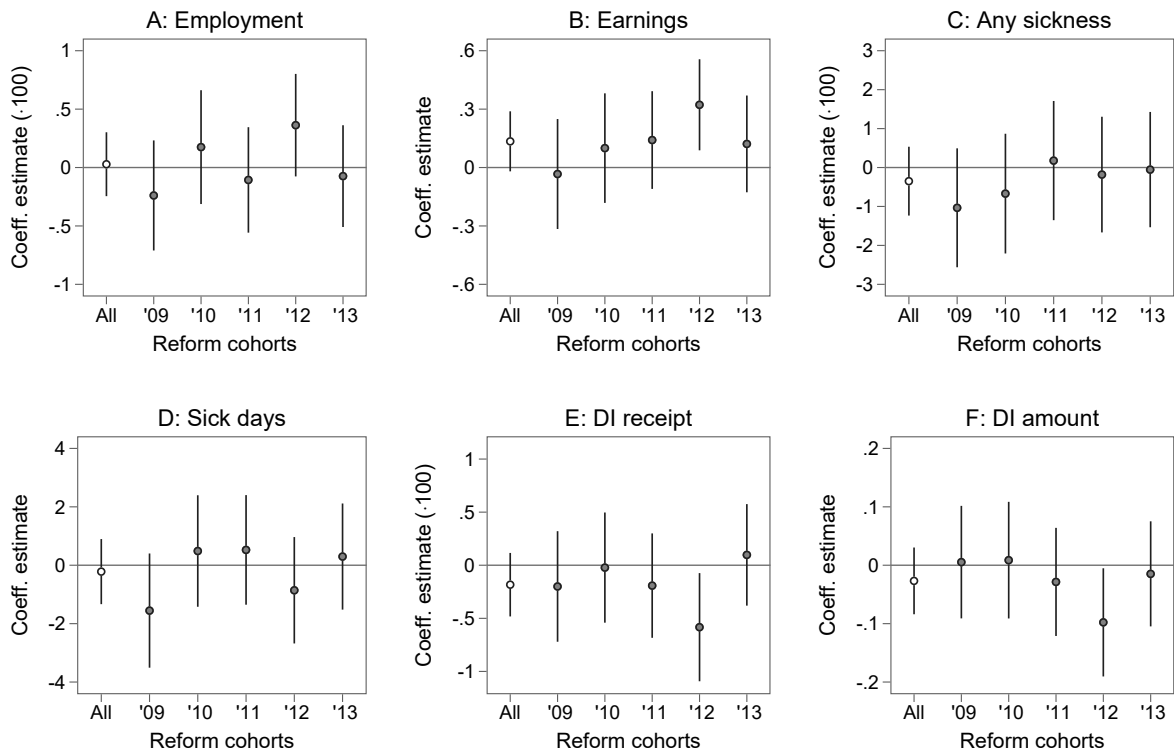 A: Employment
Coeff. estimate (·100)
1
.5
0
-.5
-1
All '09 '10 '11 '12 '13
Reform cohorts
B: Earnings
Coeff. estimate
.6
.3
0
-.3
-.6
All '09 '10 '11 '12 '13
Reform cohorts
C: Any sickness
Coeff. estimate (·100)
3
2
1
0
-1
-2
-3
All '09 '10 '11 '12 '13
Reform cohorts
D: Sick days
Coeff. estimate
4
2
0
-2
-4
All '09 '10 '11 '12 '13
Reform cohorts
E: DI receipt
Coeff. estimate (·100)
1
.5
0
-.5
-1
All '09 '10 '11 '12 '13
Reform cohorts
F: DI amount
Coeff. estimate
.2
.1
0
-.1
-.2
All '09 '10 '11 '12 '13
Reform cohorts